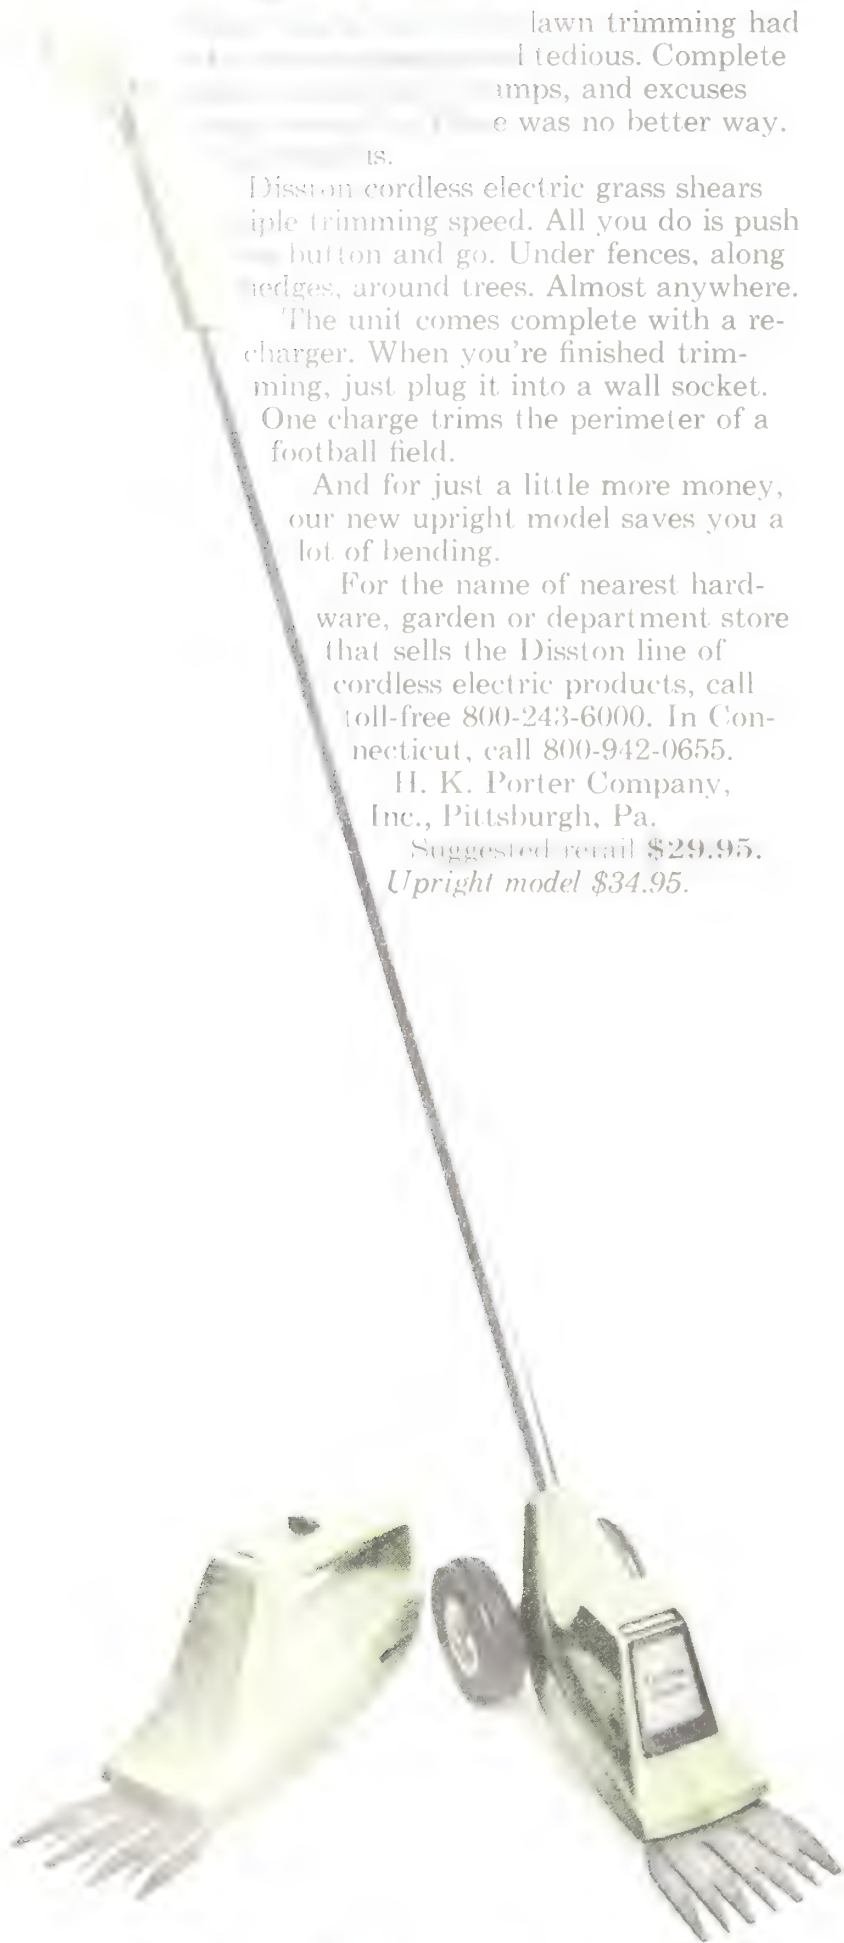 lawn trimming had
tedious. Complete
and excuses
was no better way.
Disston cordless electric grass shears
trimming speed. All you do is push
button and go. Under fences, along
hedges, around trees. Almost anywhere.
The unit comes complete with a re-
charger. When you're finished trim-
ming, just plug it into a wall socket.
One charge trims the perimeter of a
football field.
And for just a little more money,
our new upright model saves you a
lot of bending.
For the name of nearest hard-
ware, garden or department store
that sells the Disston line of
cordless electric products, call
toll-free 800-243-6000. In Con-
necticut, call 800-942-0655.
H. K. Porter Company,
Inc., Pittsburgh, Pa.
Suggested retail $29.95.
Upright model $34.95.